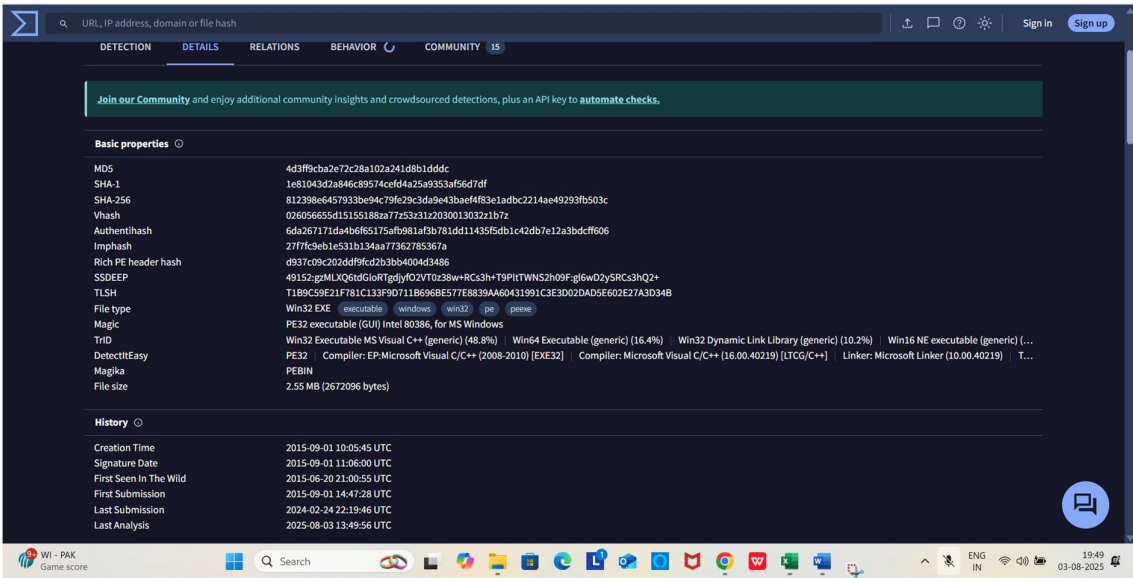 URL, IP address, domain or file hash
Sign in
Sign up
DETECTION DETAILS RELATIONS BEHAVIOR COMMUNITY 15
Join our Community and enjoy additional community insights and crowdsourced detections, plus an API key to automate checks.
Basic properties
MD5 4d3ff9cba2e72c28a102a241d8b1dddc
SHA-1 1e81043d2a846c89574cefd4a25a9353af56d7df
SHA-256 812398e6457933be94c79fe29c3da9e43baef4f83e1adbc2214ae49293fb503c
Vhash 026056655d15155188za77z53z31z2030013032z1b7z
Authentihash 6da267171da4b6f65175afb981af3b781dd11435f5db1c42db7e12a3bdcff606
Imphash 27f7fc9eb1e531b134aa77362785367a
Rich PE header hash d937c09c202ddf9fcd2b3bb4004d3486
SSDEEP 49152:gzMLXQ6tdGloRTgdjyfO2VT0z38w+RCs3h+T9PltTWNS2h09F:gl6wD2ySRCs3hQ2+
TLSH T1B9C59E21F781C133F9D711B696BE577E8839AA60431991C3E3D02DAD5E602E27A3D34B
File type Win32 EXE executable windows win32 pe peexe
Magic PE32 executable (GUI) Intel 80386, for MS Windows
TrID Win32 Executable MS Visual C++ (generic) (48.8%) Win64 Executable (generic) (16.4%) Win32 Dynamic Link Library (generic) (10.2%) Win16 NE executable (generic) (...
DetectItEasy PE32 Compiler: EP:Microsoft Visual C/C++ (2008-2010) [EXE32] Compiler: Microsoft Visual C/C++ (16.00.40219) [LTCG/C++] Linker: Microsoft Linker (10.00.40219) T...
Magika PEBIN
File size 2.55 MB (2672096 bytes)
History
Creation Time 2015-09-01 10:05:45 UTC
Signature Date 2015-09-01 11:06:00 UTC
First Seen In The Wild 2015-06-20 21:00:55 UTC
First Submission 2015-09-01 14:47:28 UTC
Last Submission 2024-02-24 22:19:46 UTC
Last Analysis 2025-08-03 13:49:56 UTC
WI - PAK
Game score
Search
ENG
IN
19:49
03-08-2025